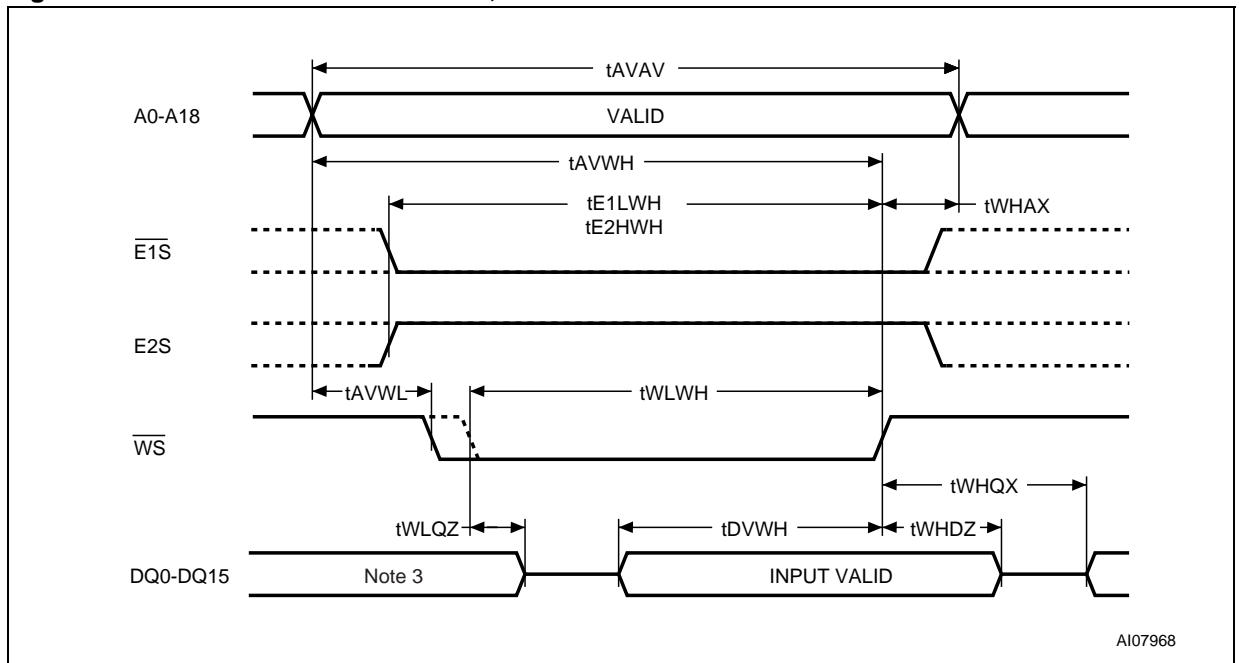 tAVAV
A0-A18
VALID
tAVWH
tE1LWH
tE2HWH
tWHAX
E1S
E2S
tAVWL
tWLWH
WS
tWHQX
tWLQZ
tDVWH
tWHDZ
DQ0-DQ15
Note 3
INPUT VALID
AI07968